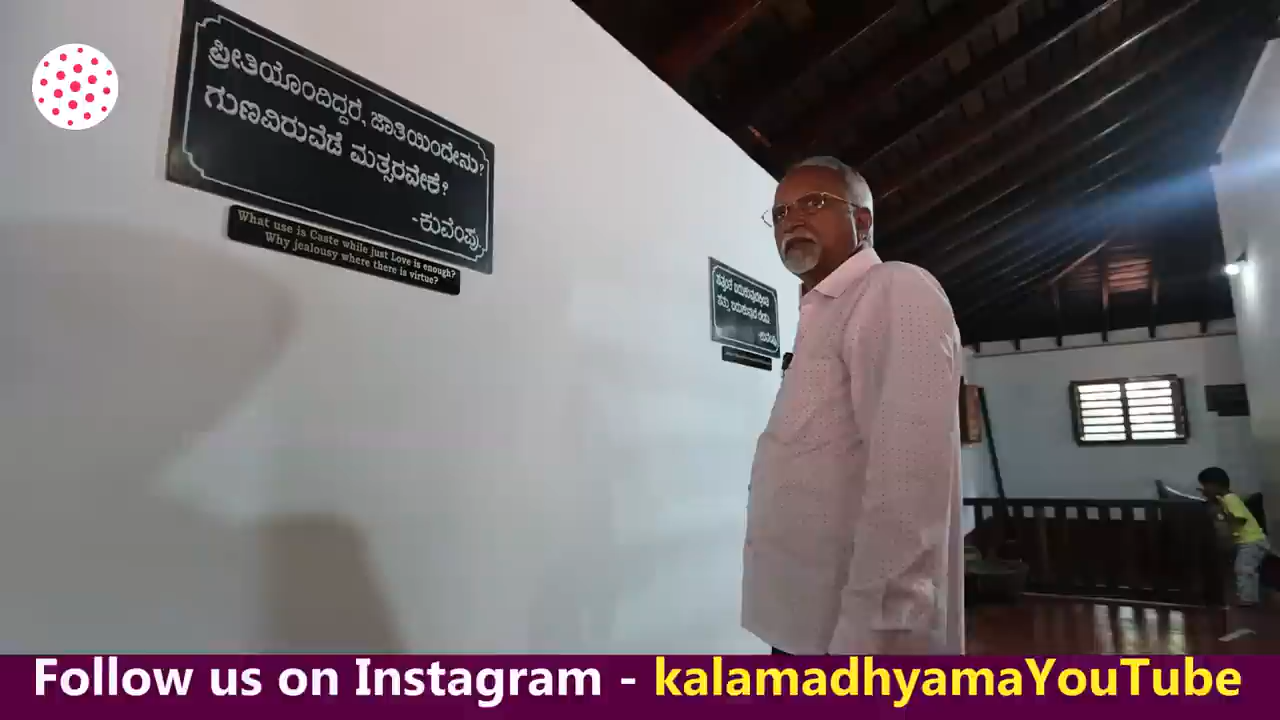 ಪ್ರೀತಿಯೊಂದಿದ್ದರೆ, ಜಾತಿಯಿಂದೇನು?
ಗುಣವಿರುವೆಡೆ ಮತ್ಸರವೇಕೆ?
-ಕುವೆಂಪು
What use is Caste while just Love is enough?
Why jealousy where there is virtue?
-ಕುವೆಂಪು
Follow us on Instagram - kalamadhyamaYouTube